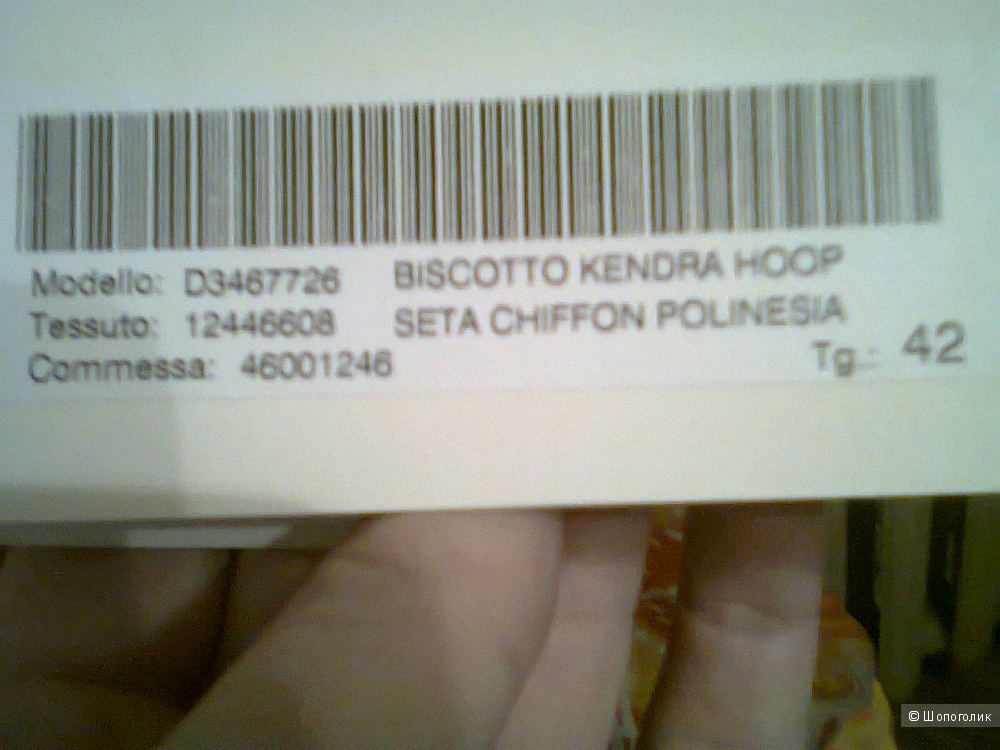 Modello: D3467726 BISCOTTO KENDRA HOOP
Tessuto: 12446608 SETA CHIFFON POLINESIA
Commessa: 46001246 Tg.: 42
© Шопоголик